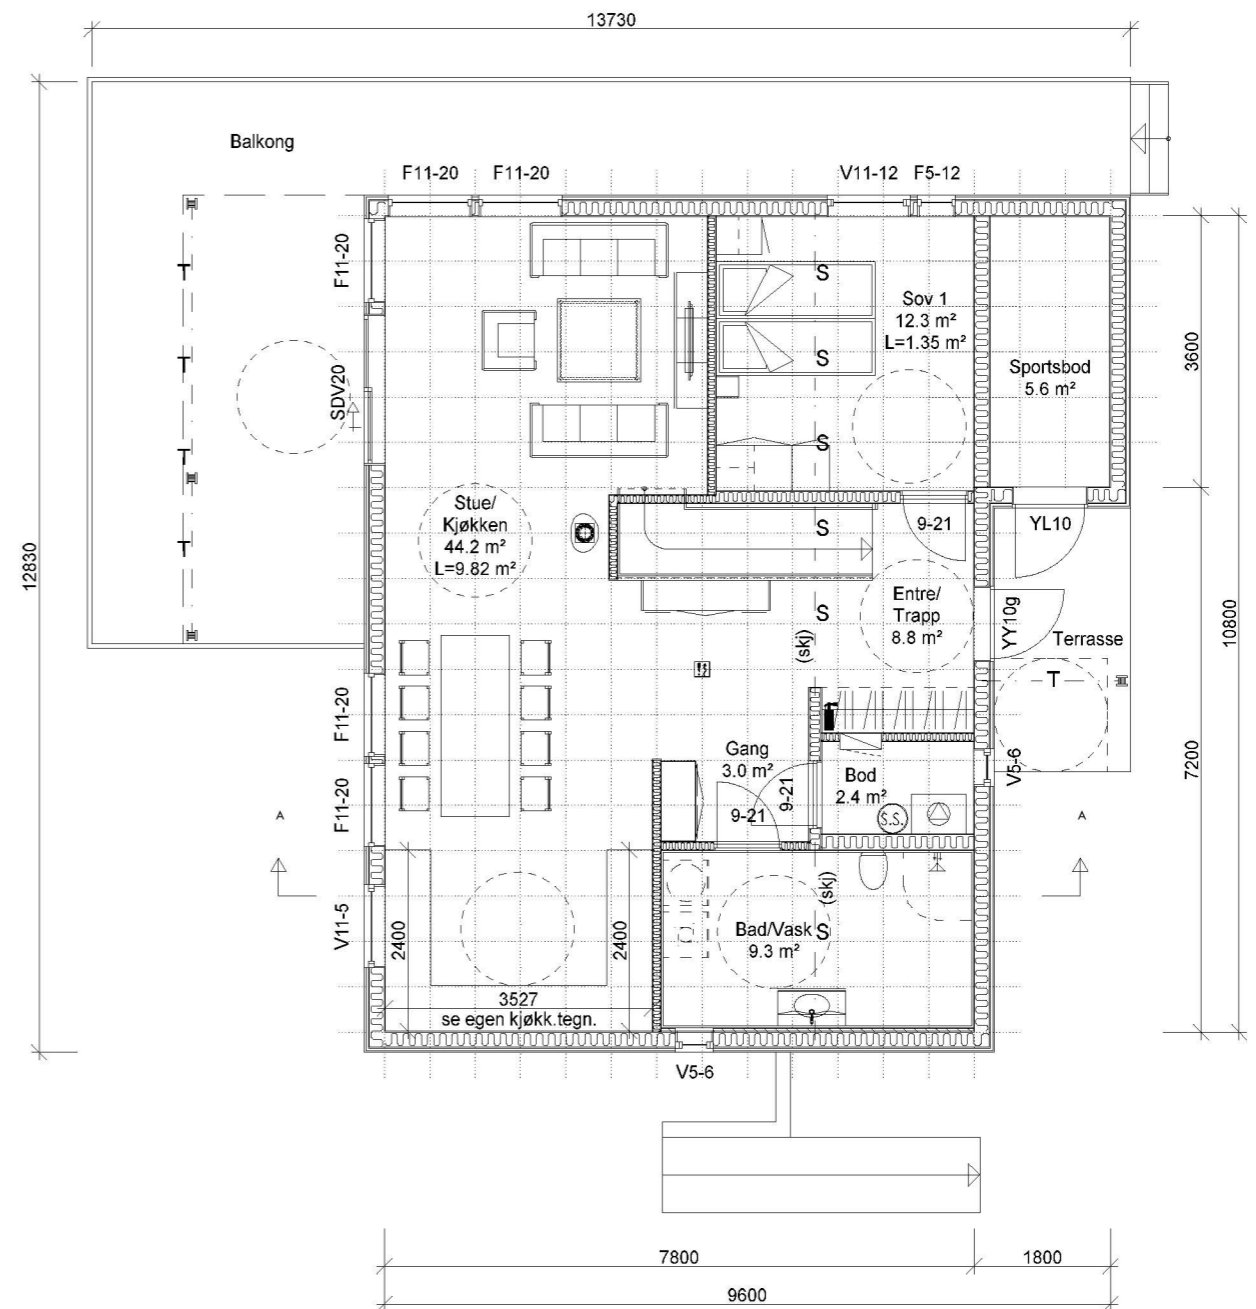 13730
Balkong
F11-20
F11-20
V11-12
F5-12
F11-20
S
Sov 1
12.3 m²
L=1.35 m²
S
Sportsbod
5.6 m²
3600
T
T
SDV20
T
S
T
Stue/
Kjøkken
44.2 m²
L=9.82 m²
S
9-21
YL10
12830
Entre/
Trapp
8.8 m²
S
(skj)
YY10g
Terrasse
T
10800
F11-20
Gang
3.0 m²
9-21
9-21
Bod
2.4 m²
S.S.
V5-6
7200
F11-20
A
A
V11-5
2400
2400
(skj)
Bad/Vask
9.3 m²
S
3527
se egen kjøkk.tegn.
V5-6
7800
1800
9600